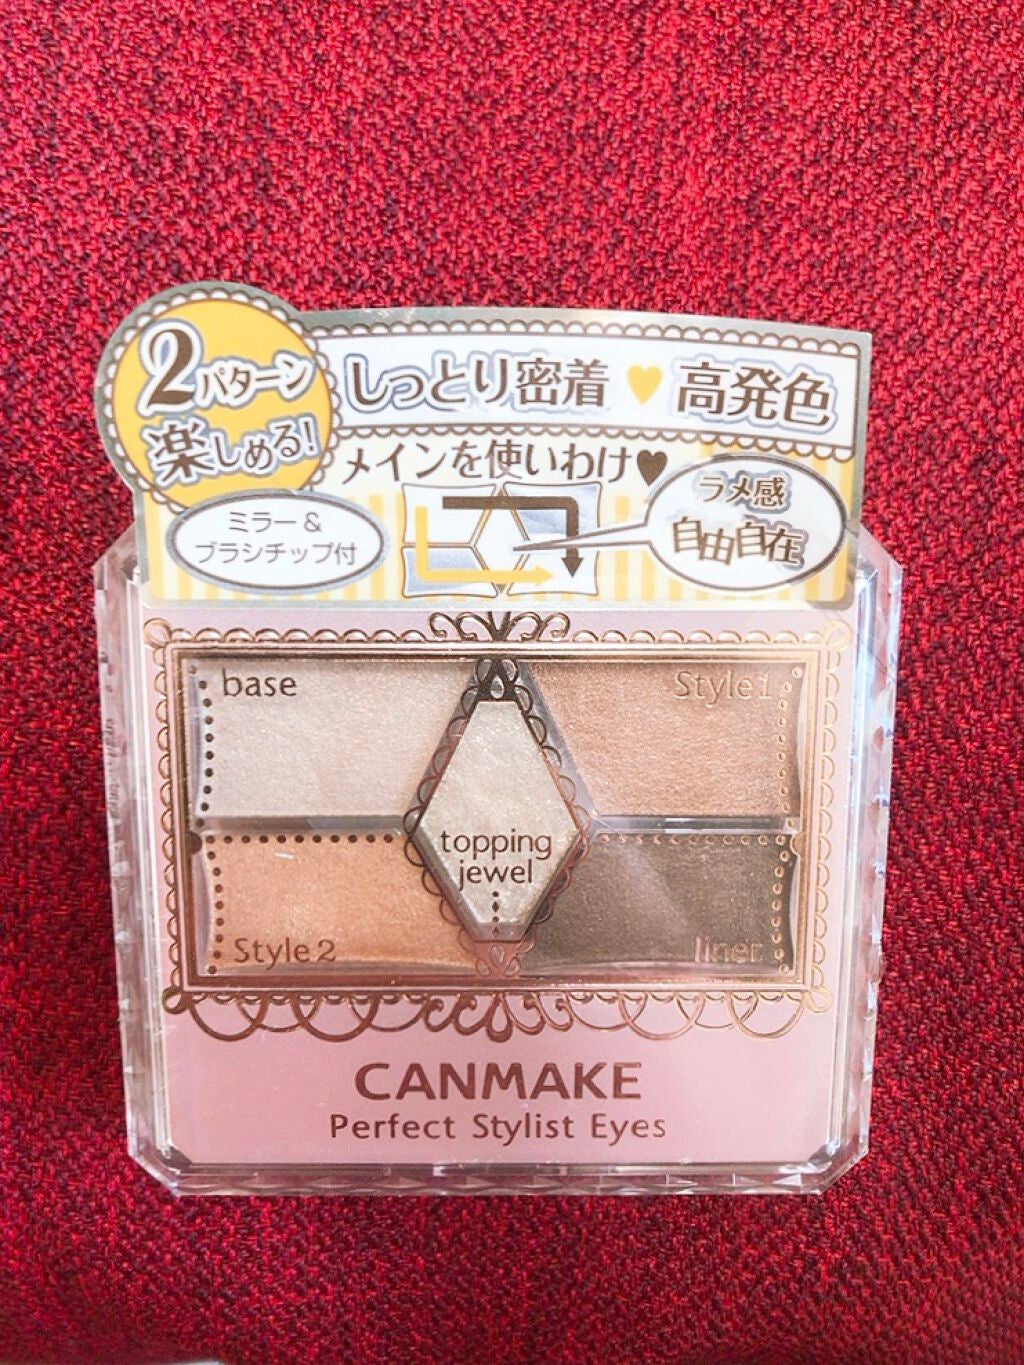 2パターン
楽しめる!
しっとり密着♥高発色
メインを使いわけ♥
ミラー&
ブラシチップ付
ラメ感
自由自在
base
Style1
topping
jewel
Style2
liner
CANMAKE
Perfect Stylist Eyes